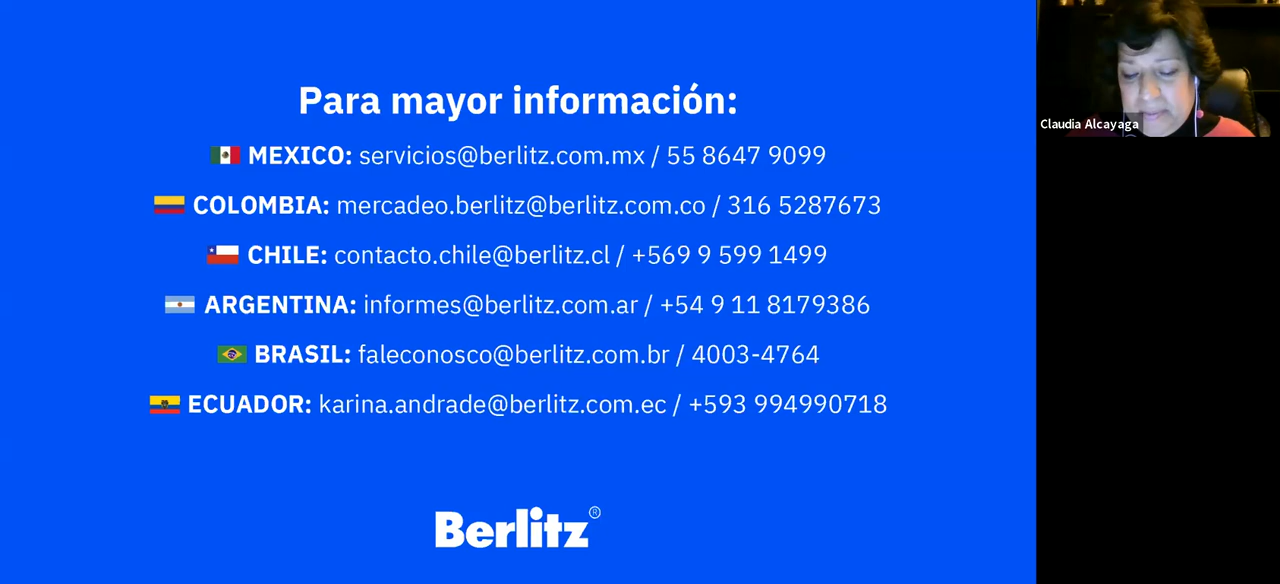 Para mayor información:
MEXICO: servicios@berlitz.com.mx / 55 8647 9099
COLOMBIA: mercadeo.berlitz@berlitz.com.co / 316 5287673
CHILE: contacto.chile@berlitz.cl / +569 9 599 1499
ARGENTINA: informes@berlitz.com.ar / +54 9 11 8179386
BRASIL: faleconosco@berlitz.com.br / 4003-4764
ECUADOR: karina.andrade@berlitz.com.ec / +593 994990718
Berlitz®
Claudia Alcayaga